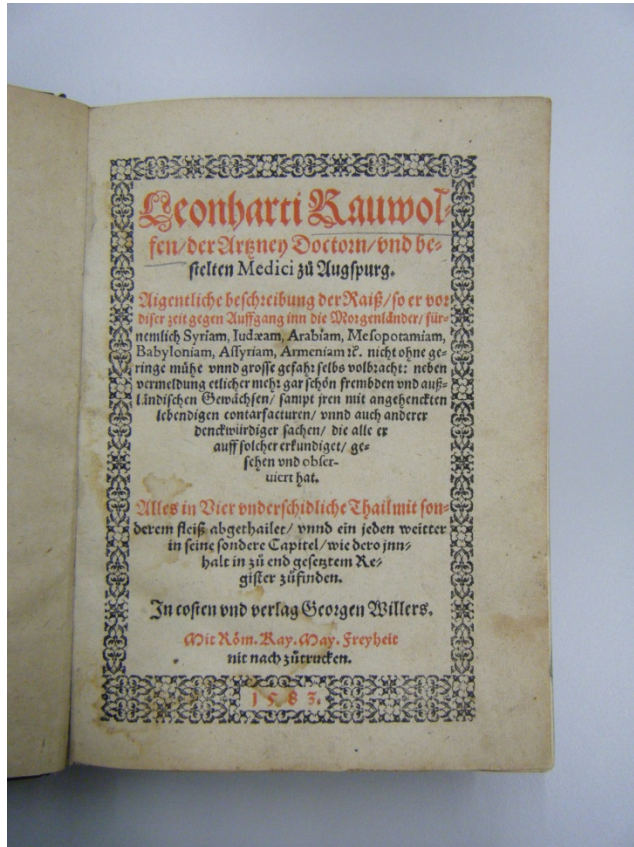 Leonharti Rauwol-
fen/der Artzney Doctorn/vnd be-
stelten Medici zů Augspurg.
Aigentliche beschreibung der Raiß/so er vor
diser zeit gegen Auffgang inn die Morgenländer/für-
nemlich Syriam, Iudæam, Arabiam, Mesopotamiam,
Babyloniam, Assyriam, Armeniam ꝛc̃. nicht ohne ge-
ringe mühe vnnd grosse gefahr selbs volbracht: neben
vermeldung etlicher mehr gar schön frembden vnd auß-
ländischen Gewächsen/ sampt jren mit angehenckten
lebendigen contarfacturen/ vnnd auch anderer
denckwürdiger sachen/ die alle er
auff solcher erkundiget/ ge-
sehen vnd obser-
uiert hat.
Alles in Vier vnderschidliche Thail mit son-
derem fleiß abgethailet/ vnnd ein jeden weitter
in seine sondere Capitel/ wie dero jnn-
halt in zů end gesetztem Re-
gister zůfinden.
In costen vnd verlag Georgen Willers.
Mit Röm. Kay. May. Freyheit
nit nach zůtrucken.
1583.